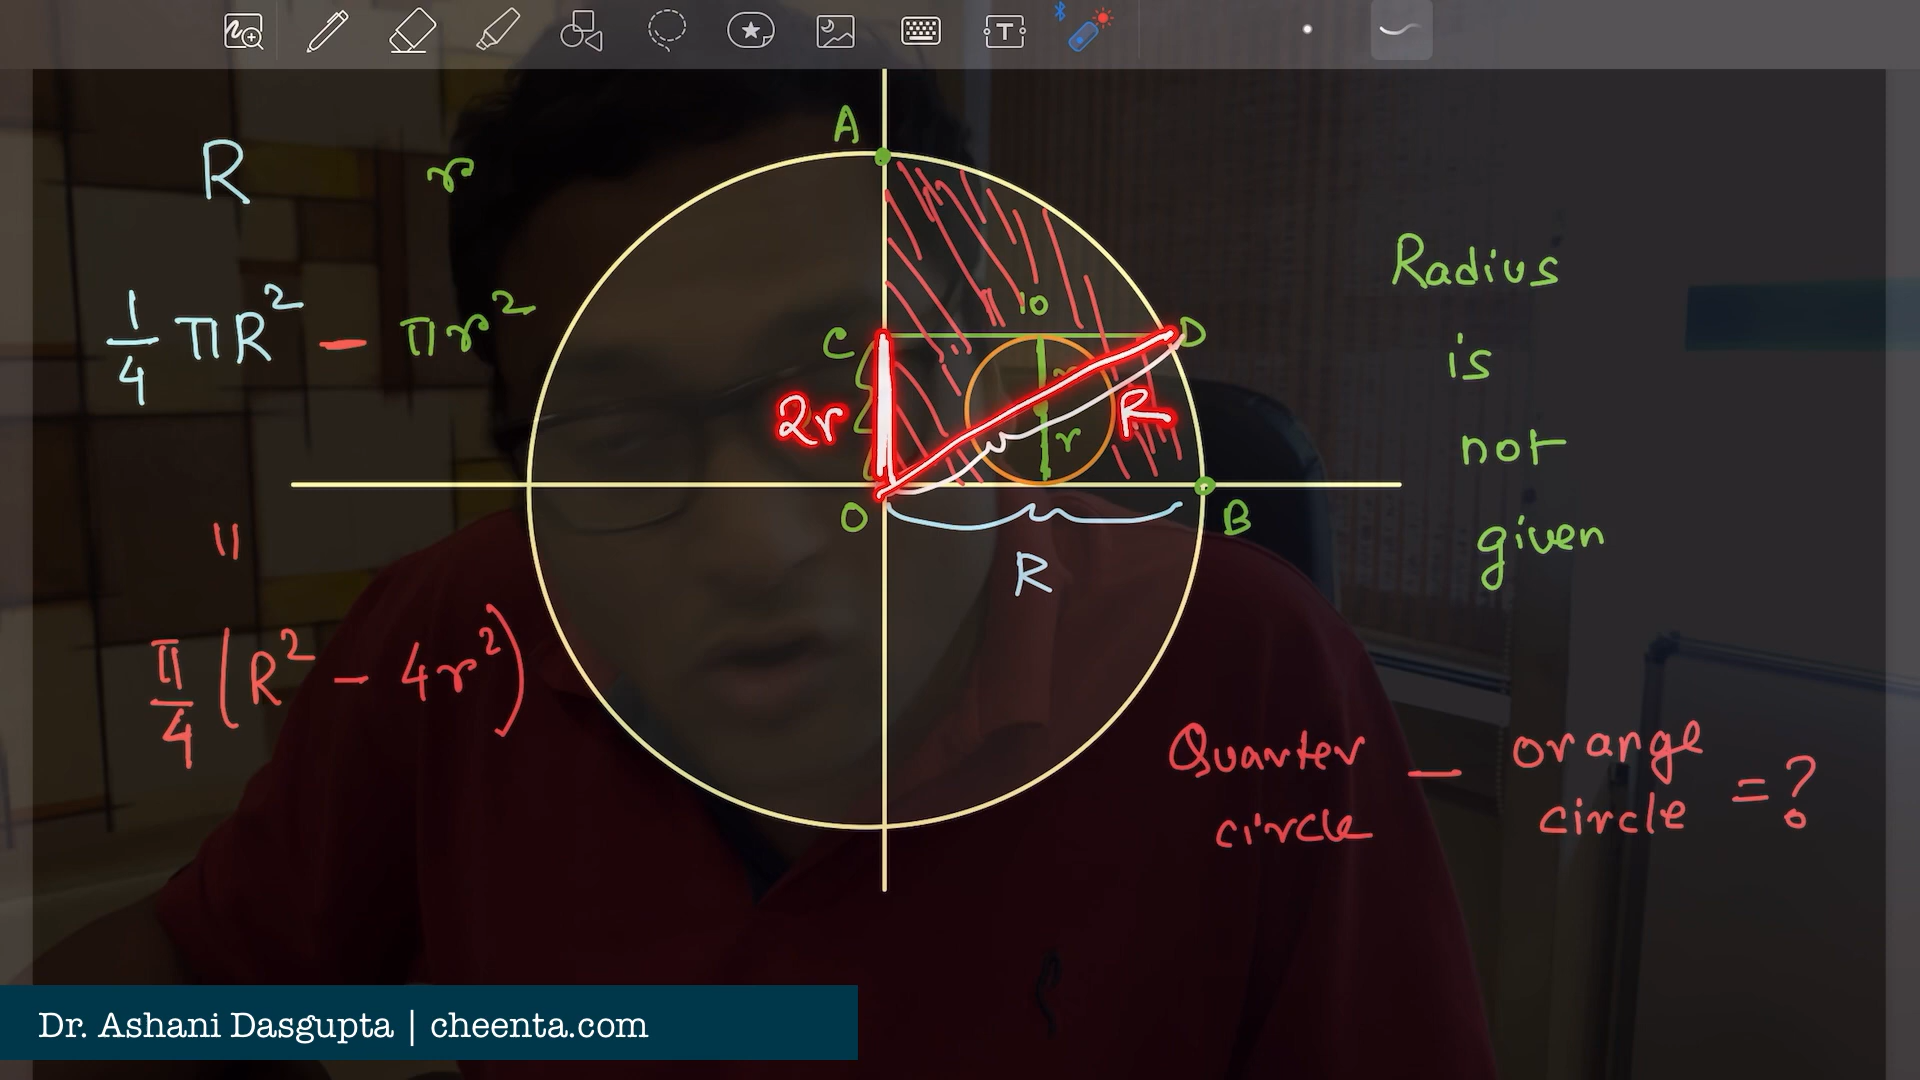 A
R
r
Radius
is
not
given
1/4 πR² - πr²
10
C
D
2r
r
R
r
O
B
R
=
π/4 (R² - 4r²)
Quarter circle - orange circle = ?
Dr. Ashani Dasgupta | cheenta.com
T